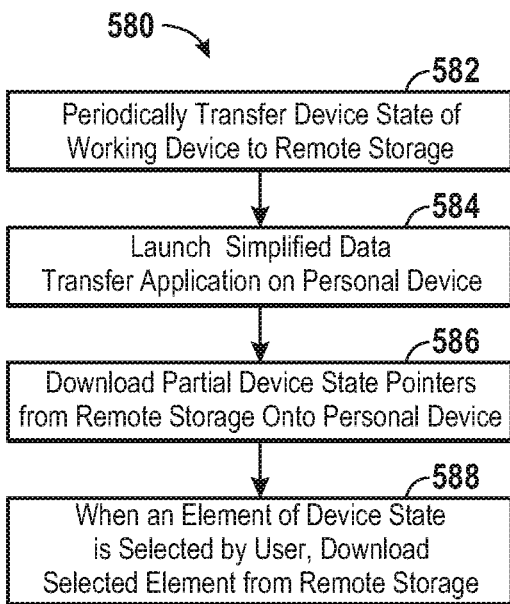 580
582
Periodically Transfer Device State of
Working Device to Remote Storage
584
Launch Simplified Data
Transfer Application on Personal Device
586
Download Partial Device State Pointers
from Remote Storage Onto Personal Device
588
When an Element of Device State
is Selected by User, Download
Selected Element from Remote Storage